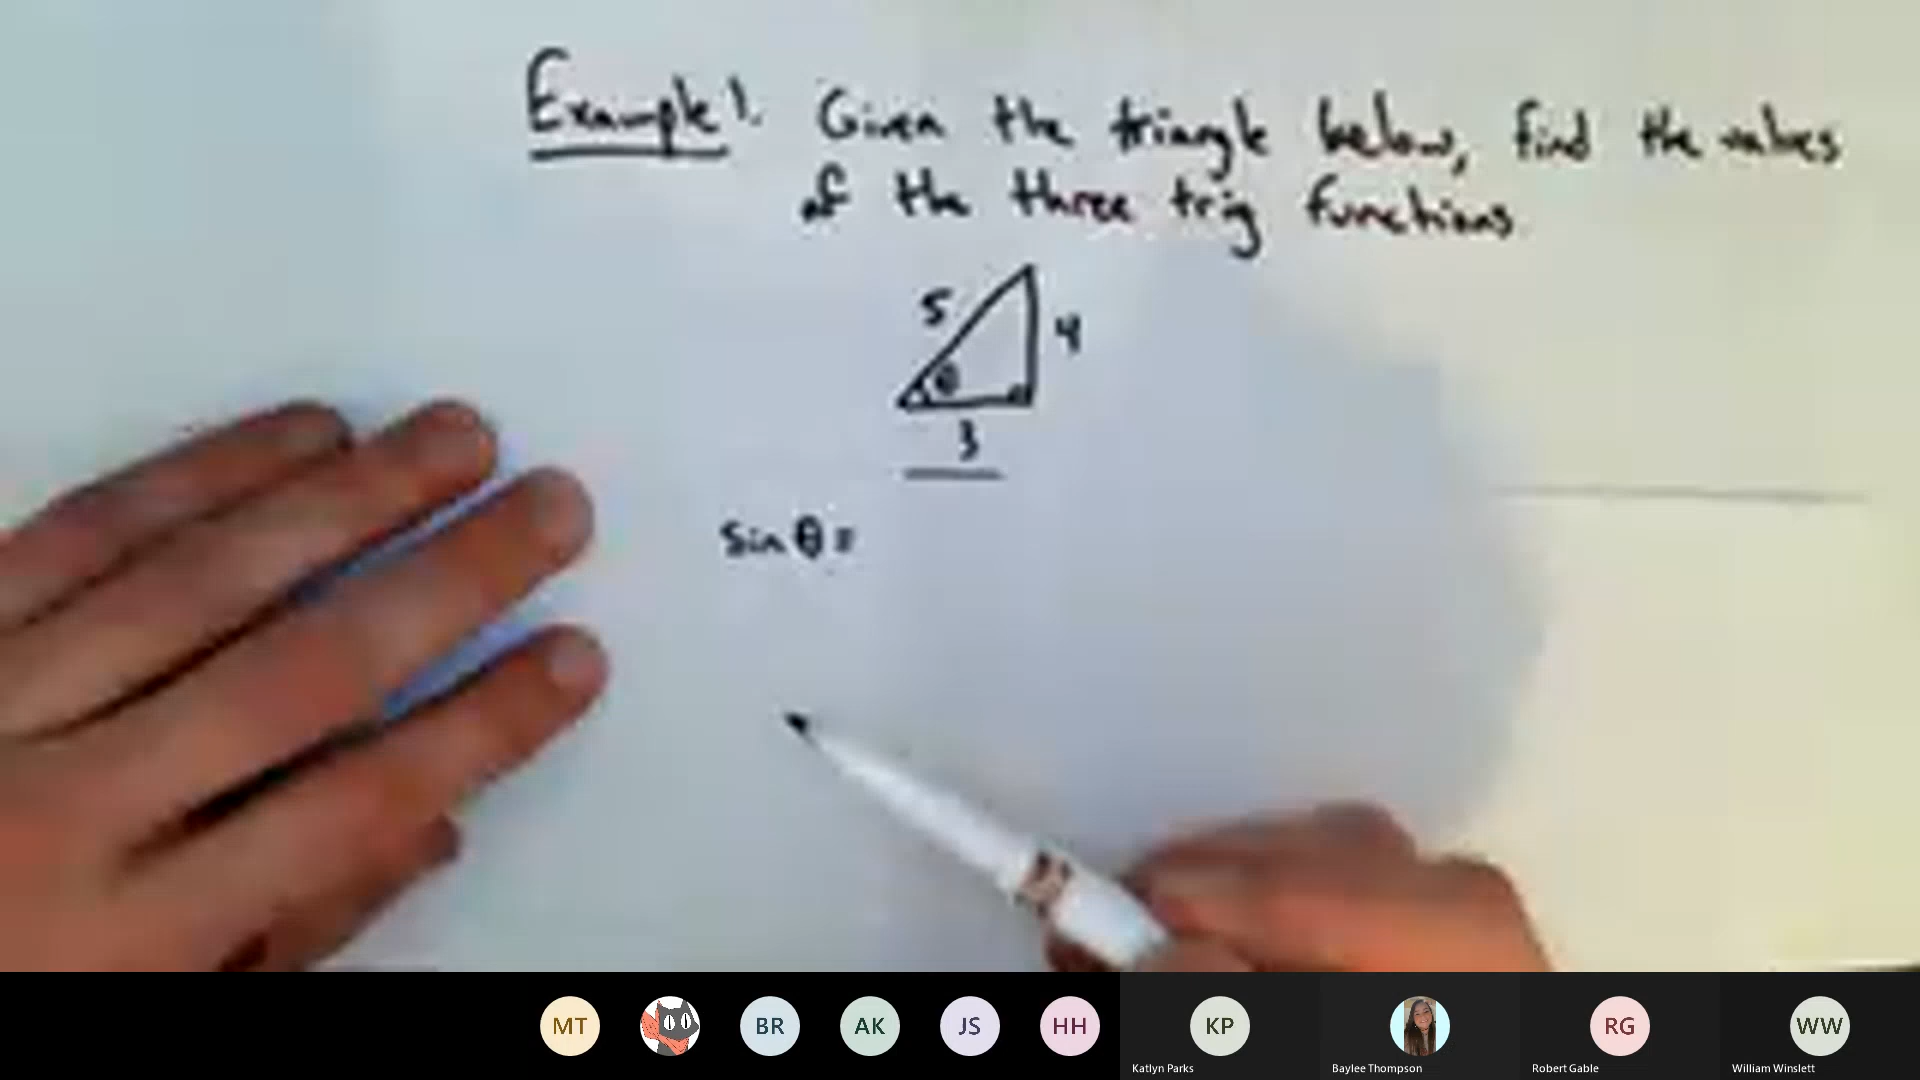 Example 1. Given the triangle below, find the values
of the three trig functions
5
4
θ
3
sin θ =
MT
BR
AK
JS
HH
KP
RG
WW
Katlyn Parks
Baylee Thompson
Robert Gable
William Winslett